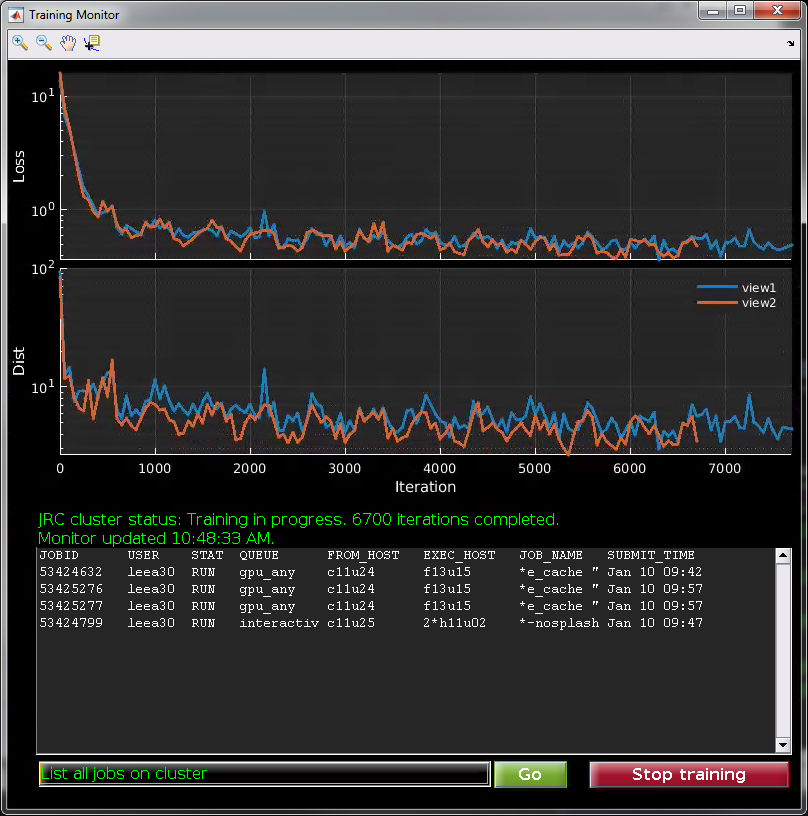 Training Monitor
10^1
10^0
Loss
10^2
10^1
Dist
view1
view2
0 1000 2000 3000 4000 5000 6000 7000
Iteration
JRC cluster status: Training in progress. 6700 iterations completed.
Monitor updated 10:48:33 AM.
JOBID USER STAT QUEUE FROM_HOST EXEC_HOST JOB_NAME SUBMIT_TIME
53424632 leea30 RUN gpu_any c11u24 f13u15 *e_cache " Jan 10 09:42
53425276 leea30 RUN gpu_any c11u24 f13u15 *e_cache " Jan 10 09:57
53425277 leea30 RUN gpu_any c11u24 f13u15 *e_cache " Jan 10 09:57
53424799 leea30 RUN interactiv c11u25 2*h11u02 *-nosplash Jan 10 09:47
List all jobs on cluster
Go
Stop training